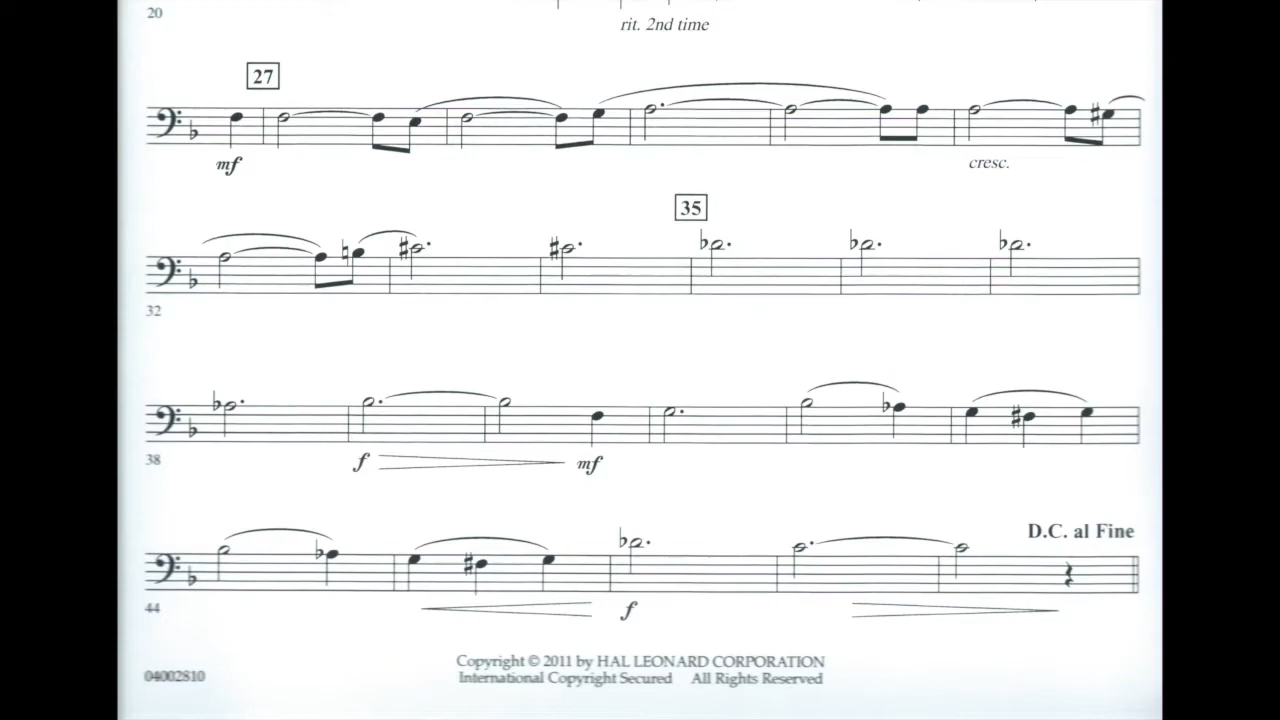 20
rit. 2nd time
27
mf
cresc.
35
32
38
f
mf
D.C. al Fine
44
f
04002810
Copyright © 2011 by HAL LEONARD CORPORATION
International Copyright Secured All Rights Reserved